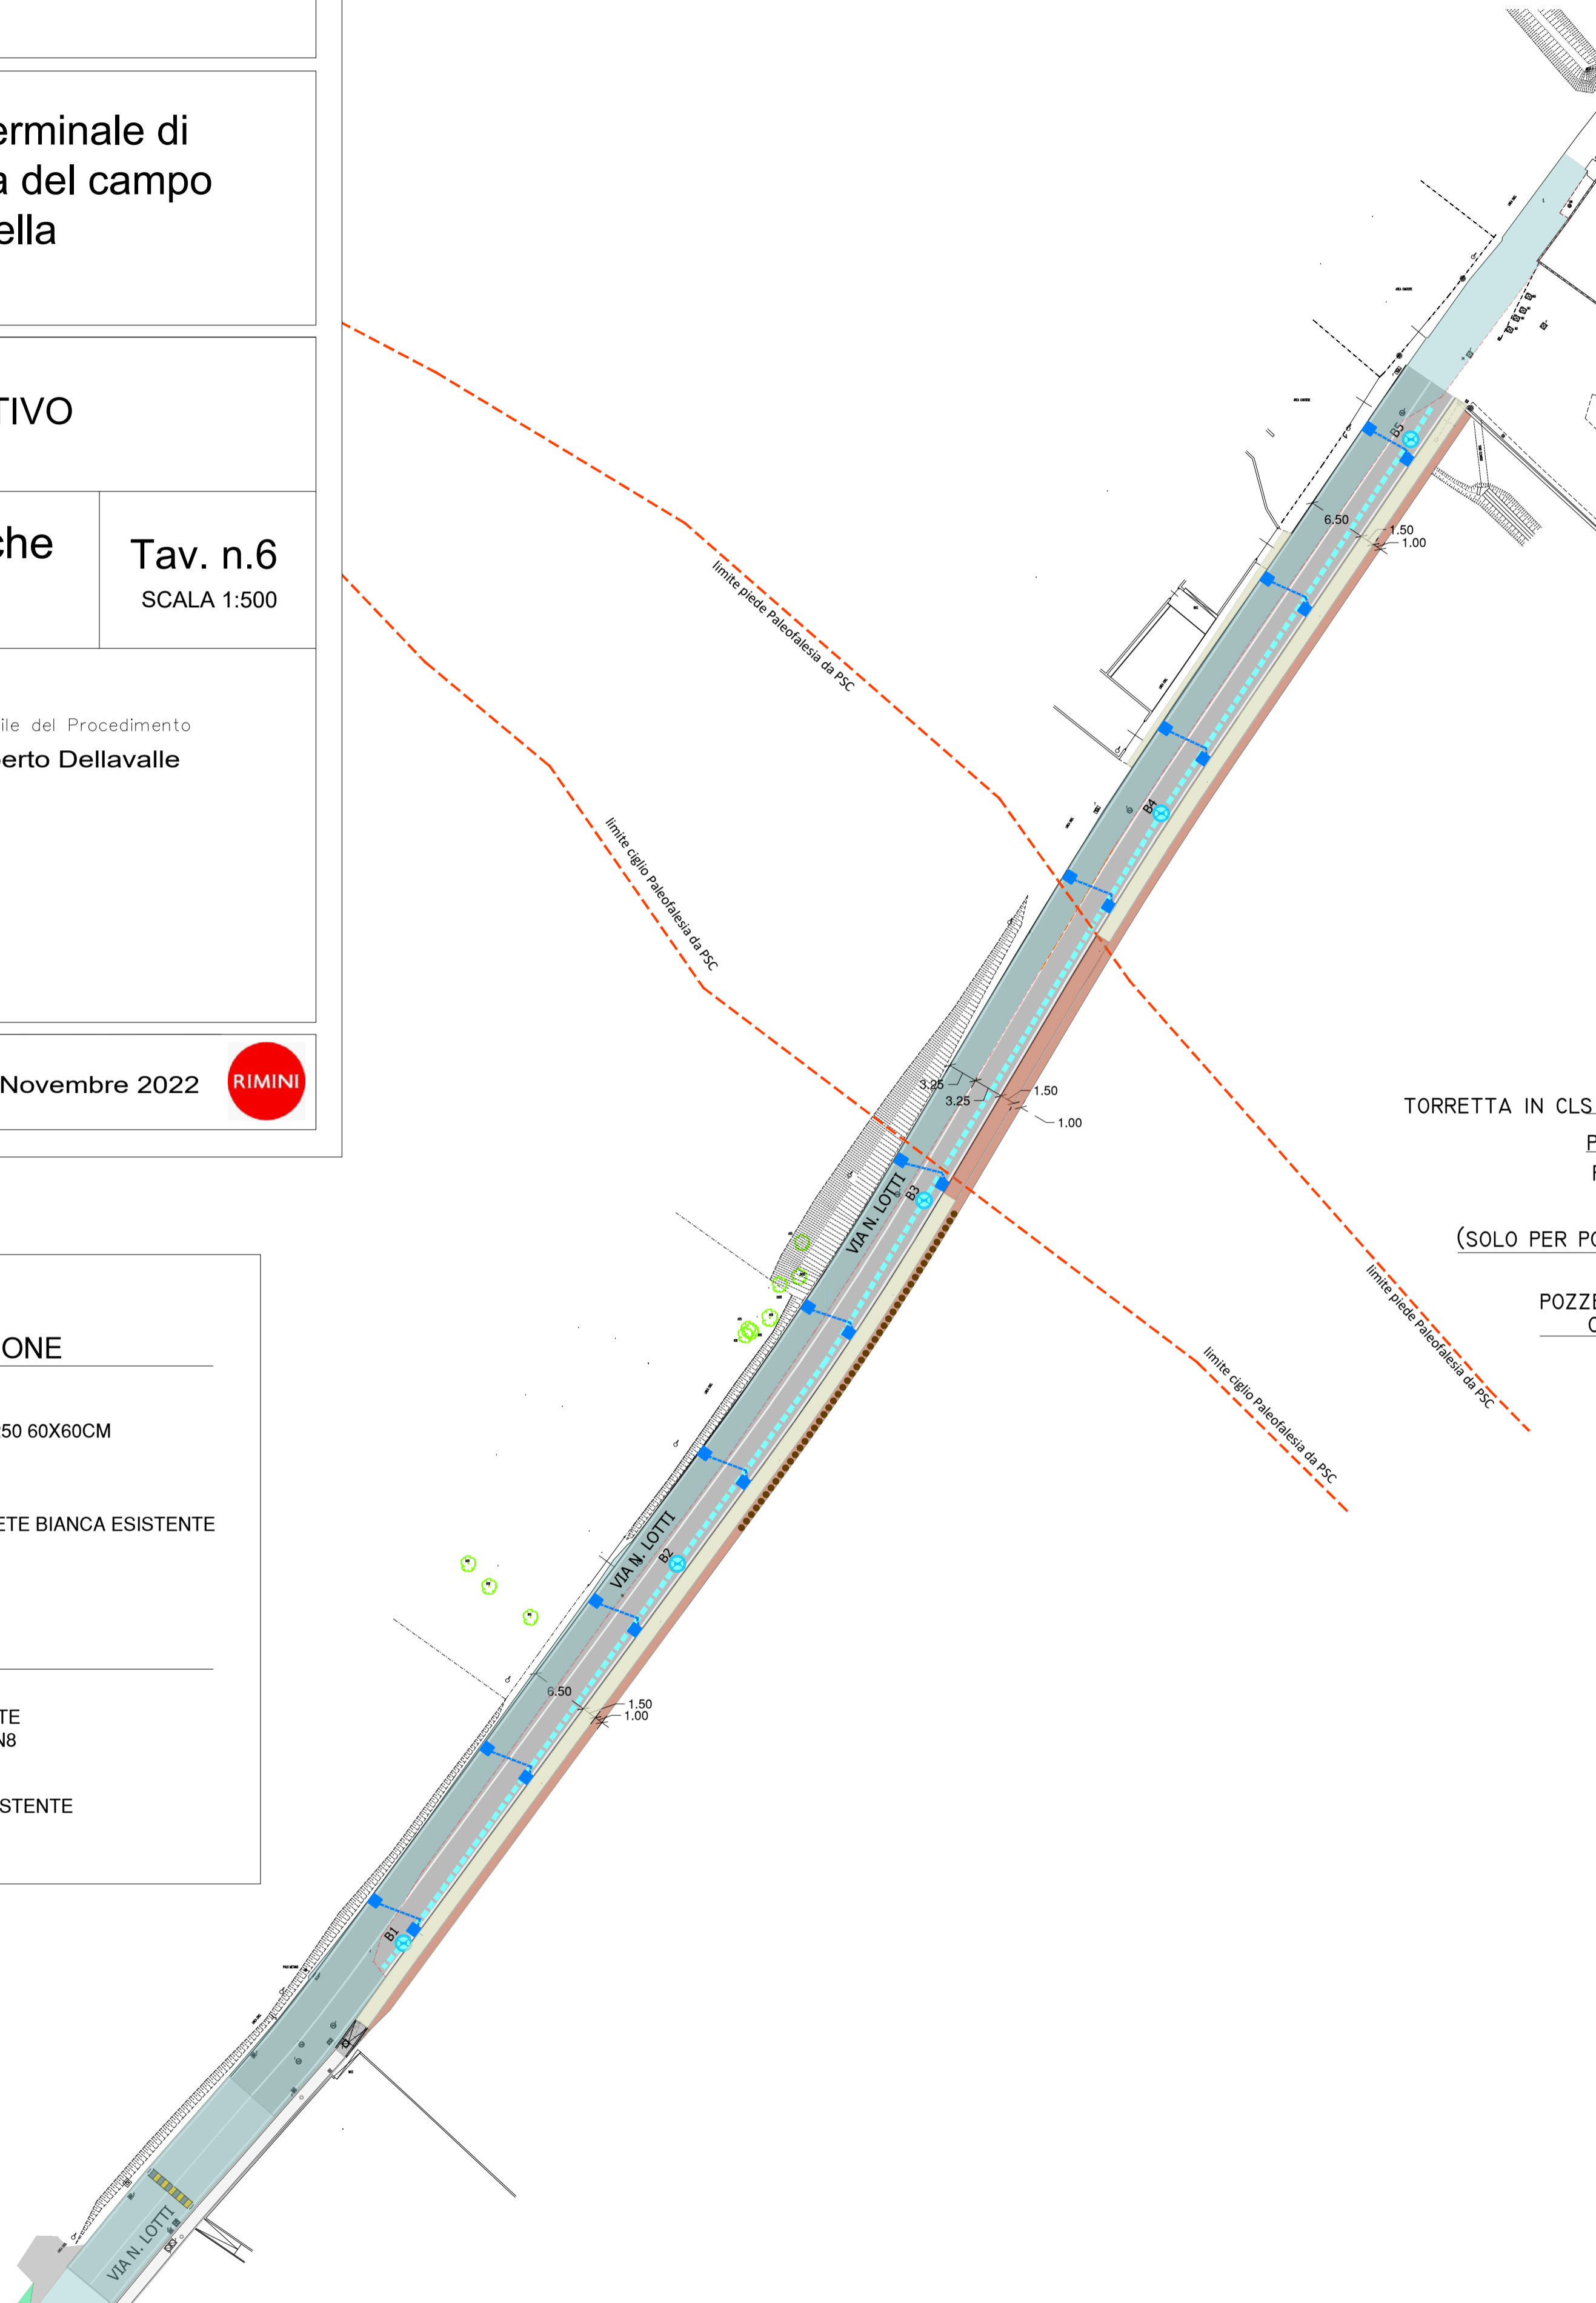 erminale di
a del campo
ella
TIVO
che
Tav. n.6
SCALA 1:500
ile del Procedimento
erto Dellavalle
Novembre 2022
RIMINI
ONE
50 60X60CM
ETE BIANCA ESISTENTE
TE
N8
STENTE
limite piede Paleofalesia da PSC
limite ciglio Paleofalesia da PSC
B5
6.50
1.50
1.00
B4
3.25
3.25
1.50
1.00
VIA N. LOTTI
B3
limite piede Paleofalesia da PSC
limite ciglio Paleofalesia da PSC
VIA N. LOTTI
B2
6.50
1.50
1.00
B1
VIA N. LOTTI
TORRETTA IN CLS
P
(SOLO PER PO
POZZE